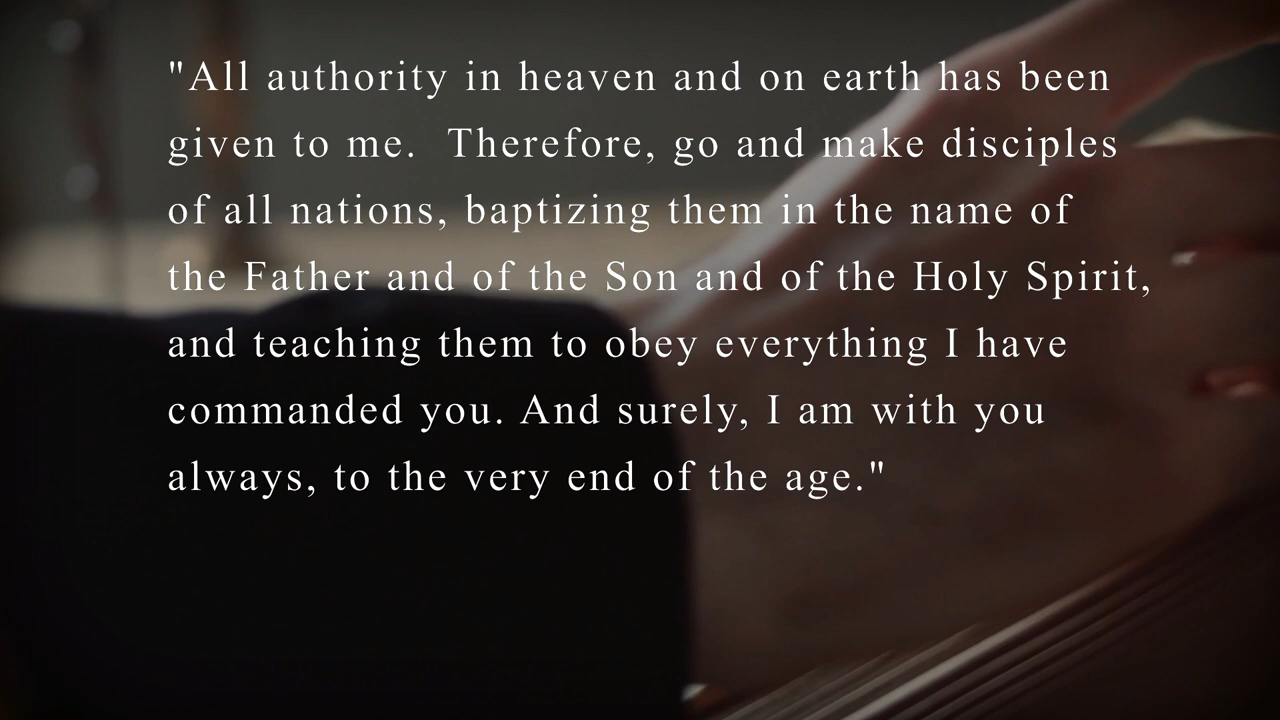 "All authority in heaven and on earth has been
given to me.  Therefore, go and make disciples
of all nations, baptizing them in the name of
the Father and of the Son and of the Holy Spirit,
and teaching them to obey everything I have
commanded you. And surely, I am with you
always, to the very end of the age."